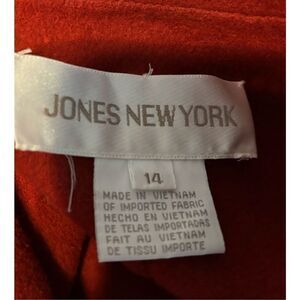 JONES NEW YORK
14
MADE IN VIETNAM
OF IMPORTED FABRIC
HECHO EN VIETNAM
DE TELAS IMPORTADAS
FAIT AU VIETNAM
DE TISSU IMPORTE